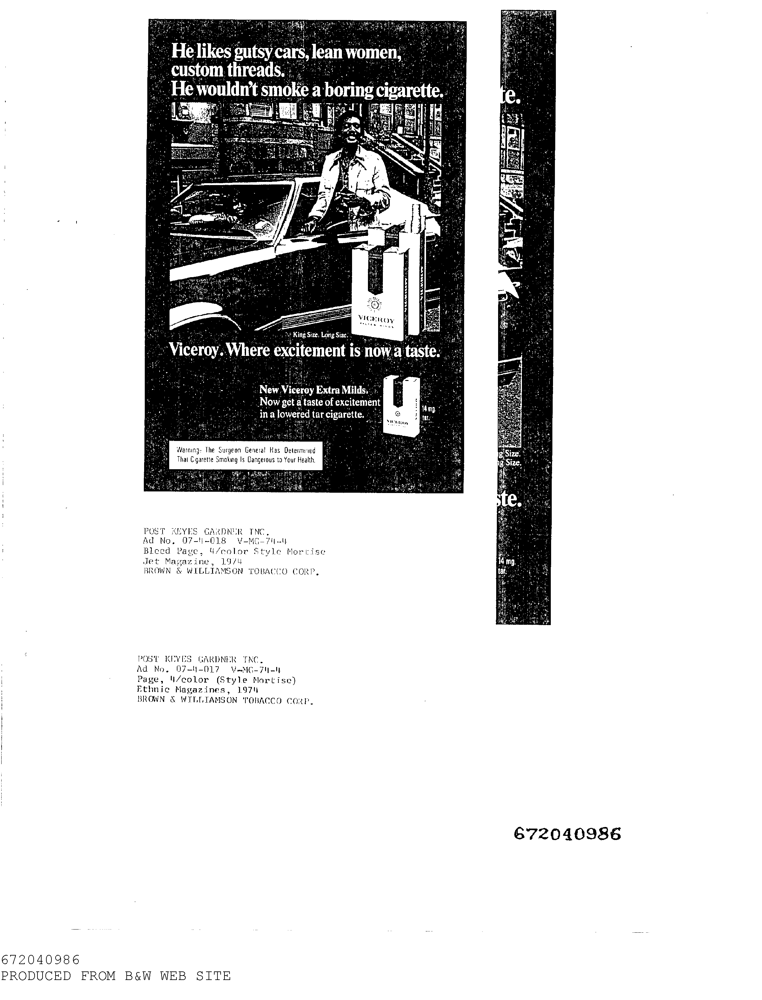 He likes gutsy cars, lean women,
custom threads.
He wouldn't smoke a boring cigarette.
VICEROY
King Size. Long Size.
Viceroy. Where excitement is now a taste.
New Viceroy Extra Milds.
Now get a taste of excitement
in a lowered tar cigarette.
VICEROY
14 mg
tar.
Warning: The Surgeon General Has Determined
That Cigarette Smoking Is Dangerous to Your Health.
te.
Size.
g Size.
ste.
14 mg
tar.
POST KEYES GARDNER INC.
Ad No. 07-4-018 V-MG-74-4
Bleed Page, 4/color Style Mortise
Jet Magazine, 1974
BROWN & WILLIAMSON TOBACCO CORP.
POST KEYES GARDNER INC.
Ad No. 07-4-017 V-MG-74-4
Page, 4/color (Style Mortise)
Ethnic Magazines, 1974
BROWN & WILLIAMSON TOBACCO CORP.
672040986
672040986
PRODUCED FROM B&W WEB SITE